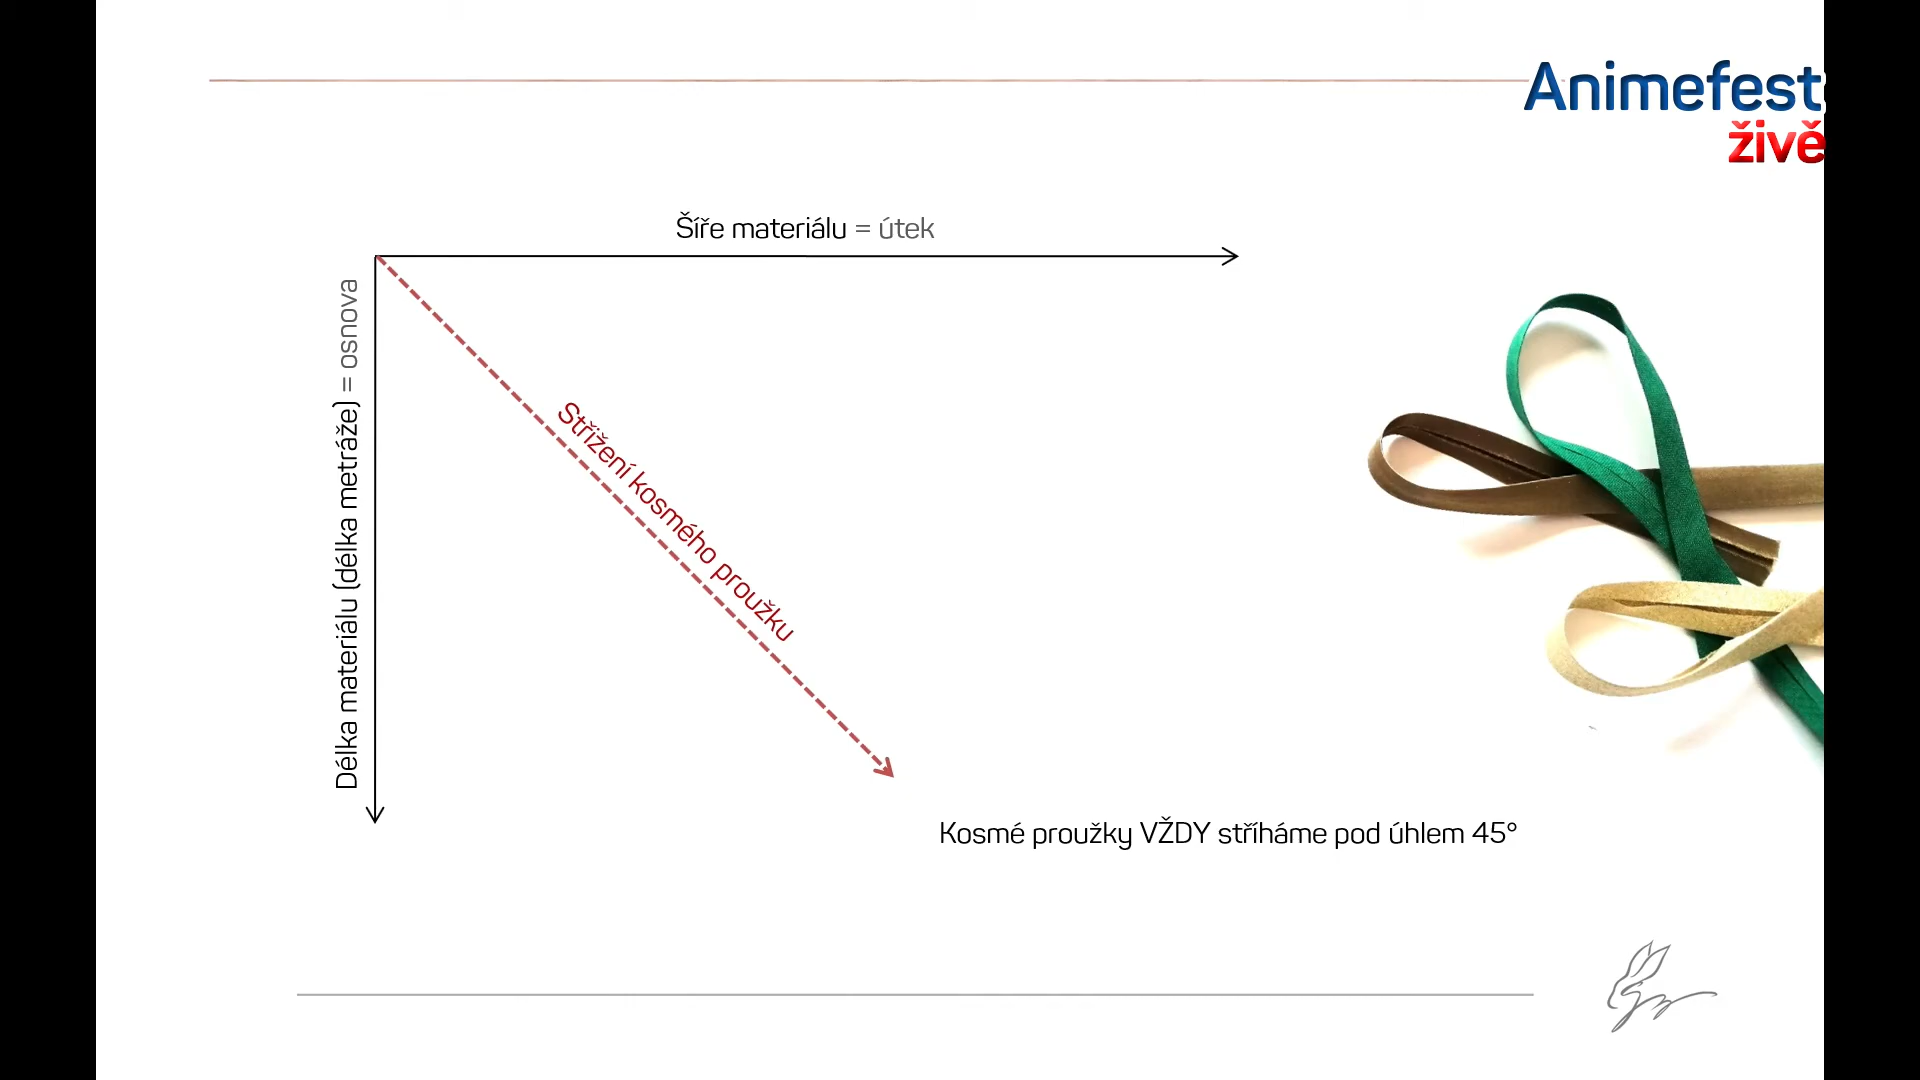 Animefest
živě
Šíře materiálu = útek
Délka materiálu (délka metráže) = osnova
Střižení kosmého proužku
Kosmé proužky VŽDY stříháme pod úhlem 45°